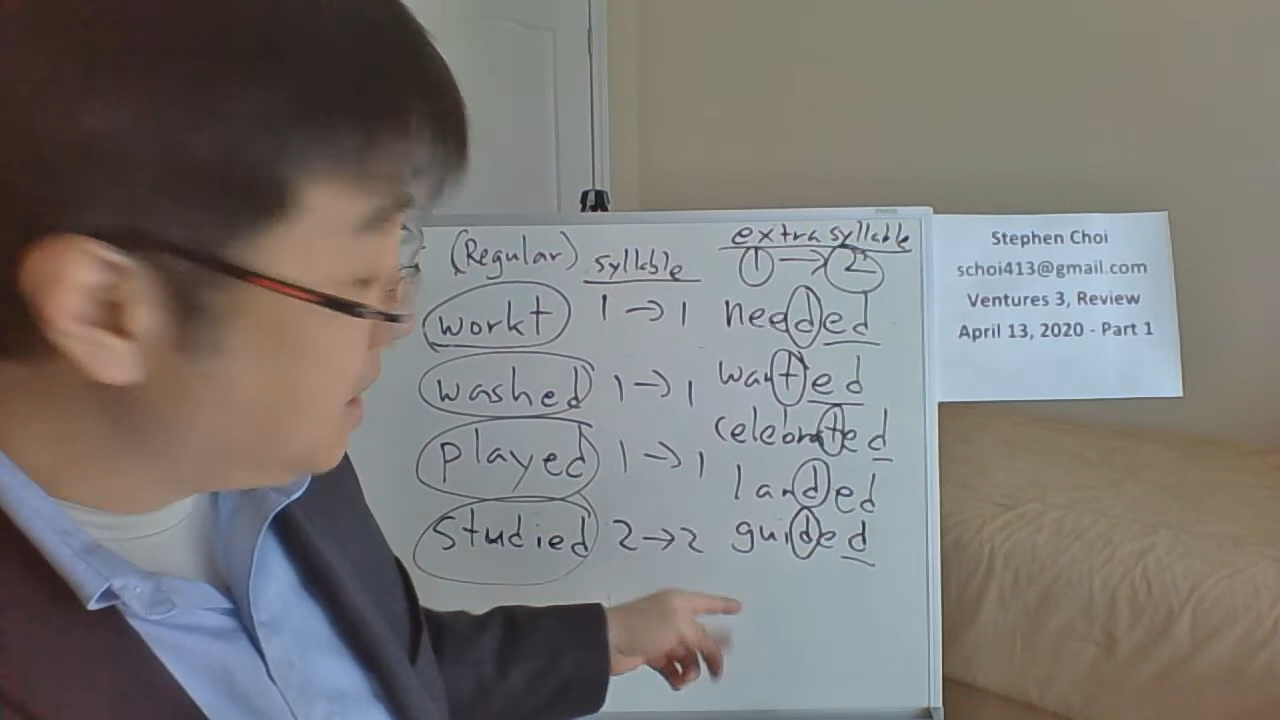 (Regular) syllable
extra syllable
1 → 2
workt 1 → 1 needed
washed 1 → 1 wanted
celebrated
played 1 → 1
landed
studied 2 → 2 guided
Stephen Choi
schoi413@gmail.com
Ventures 3, Review
April 13, 2020 - Part 1